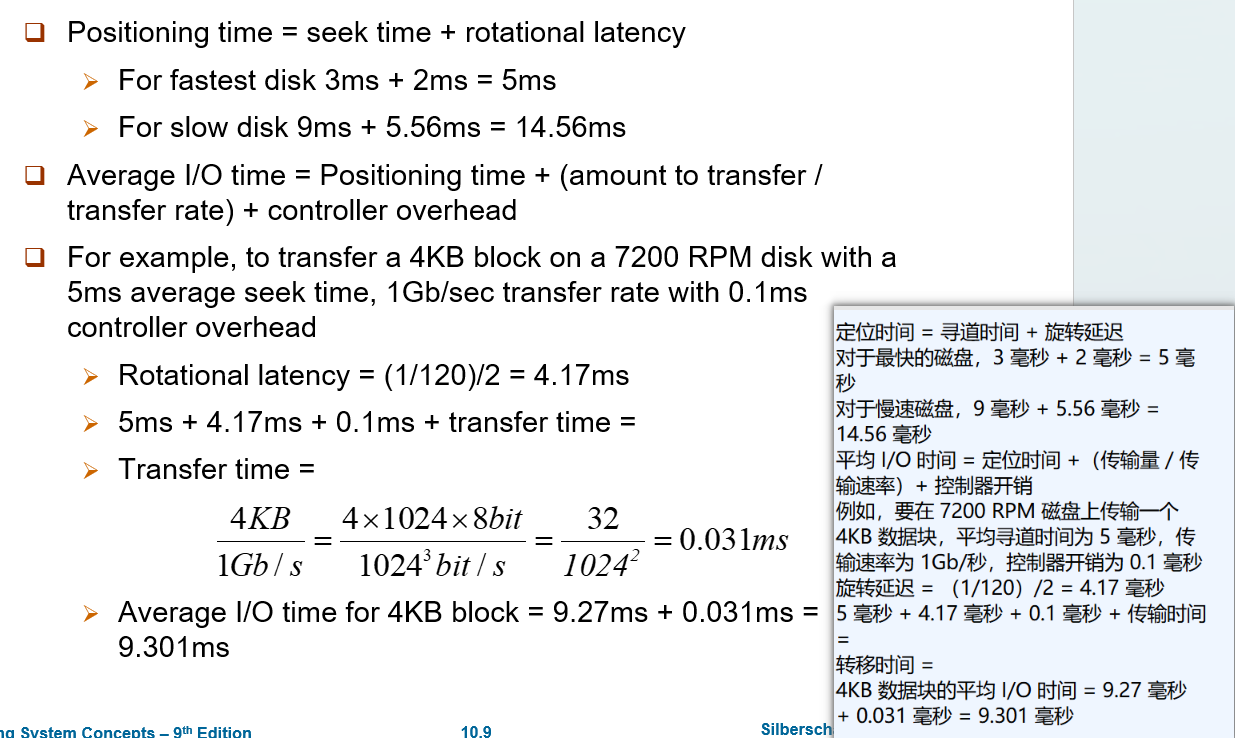 Positioning time = seek time + rotational latency
For fastest disk 3ms + 2ms = 5ms
For slow disk 9ms + 5.56ms = 14.56ms
Average I/O time = Positioning time + (amount to transfer /
transfer rate) + controller overhead
For example, to transfer a 4KB block on a 7200 RPM disk with a
5ms average seek time, 1Gb/sec transfer rate with 0.1ms
controller overhead
Rotational latency = (1/120)/2 = 4.17ms
5ms + 4.17ms + 0.1ms + transfer time =
Transfer time =
4KB / 1Gb/s = 4×1024×8bit / 1024³bit/s = 32 / 1024² = 0.031ms
Average I/O time for 4KB block = 9.27ms + 0.031ms =
9.301ms
定位时间 = 寻道时间 + 旋转延迟
对于最快的磁盘，3 毫秒 + 2 毫秒 = 5 毫
秒
对于慢速磁盘，9 毫秒 + 5.56 毫秒 =
14.56 毫秒
平均 I/O 时间 = 定位时间 +（传输量 / 传
输速率）+ 控制器开销
例如，要在 7200 RPM 磁盘上传输一个
4KB 数据块，平均寻道时间为 5 毫秒，传
输速率为 1Gb/秒，控制器开销为 0.1 毫秒
旋转延迟 = （1/120）/2 = 4.17 毫秒
5 毫秒 + 4.17 毫秒 + 0.1 毫秒 + 传输时间
=
转移时间 =
4KB 数据块的平均 I/O 时间 = 9.27 毫秒
+ 0.031 毫秒 = 9.301 毫秒
ng System Concepts – 9th Edition
10.9
Silbersch